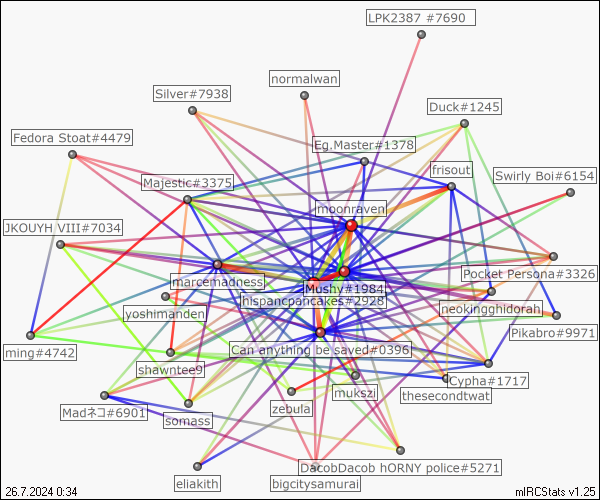 LPK2387 #7690
normalwan
Silver#7938
Duck#1245
Fedora Stoat#4479
Eg.Master#1378
frisout
Swirly Boi#6154
Majestic#3375
moonraven
JKOUYH VIII#7034
Pocket Persona#3326
marcemadness
Mushy#1984
hispancpancakes#2928
neokingghidorah
yoshimanden
Pikabro#9971
Can anything be saved#0396
ming#4742
shawntee9
Cypha#1717
mukszi
thesecondtwat
zebula
Madネコ#6901
somass
DacobDacob hORNY police#5271
eliakith
bigcitysamurai
26.7.2024 0:34
mIRCStats v1.25